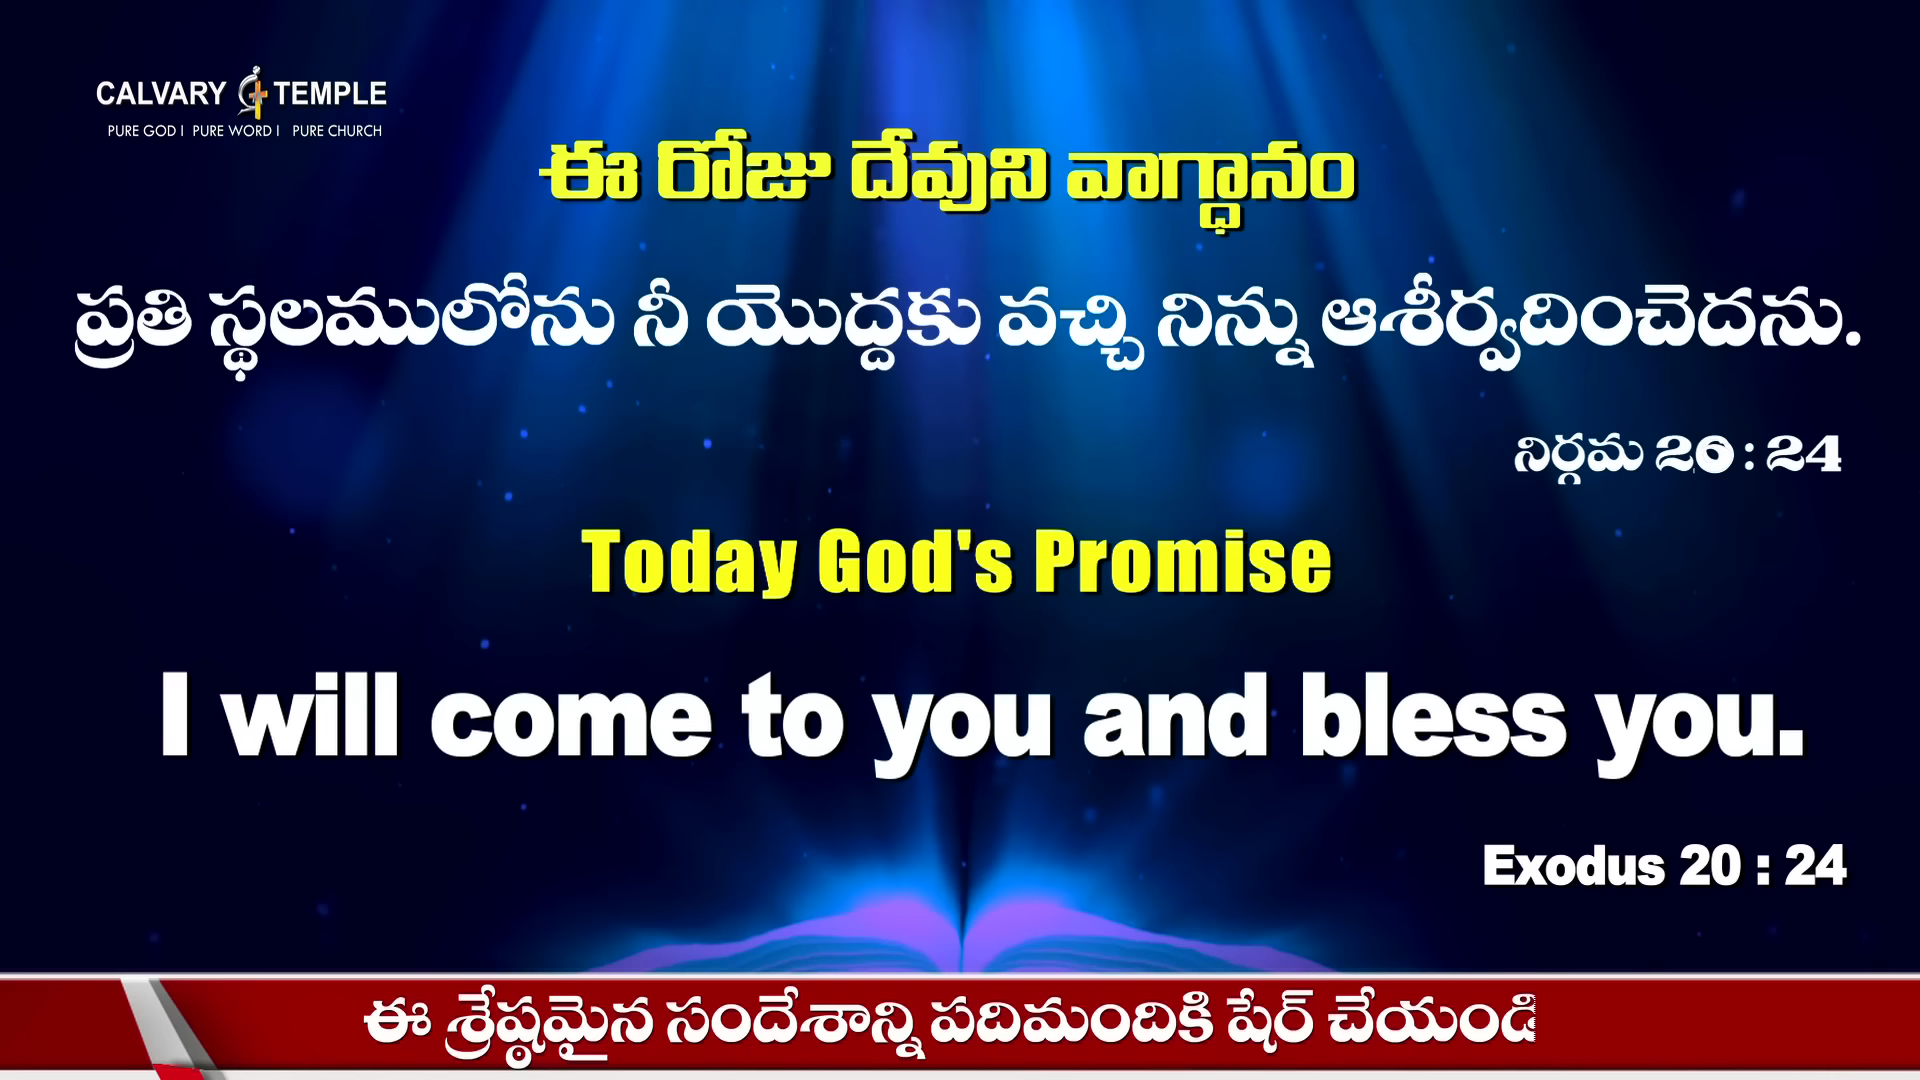 CALVARY TEMPLE
PURE GOD I PURE WORD I PURE CHURCH
ఈ రోజు దేవుని వాగ్ధానం
ప్రతి స్థలములోను నీ యొద్దకు వచ్చి నిన్ను ఆశీర్వదించెదను.
నిర్గమ 20 : 24
Today God's Promise
I will come to you and bless you.
Exodus 20 : 24
ఈ శ్రేష్ఠమైన సందేశాన్ని పదిమందికి షేర్ చేయండి